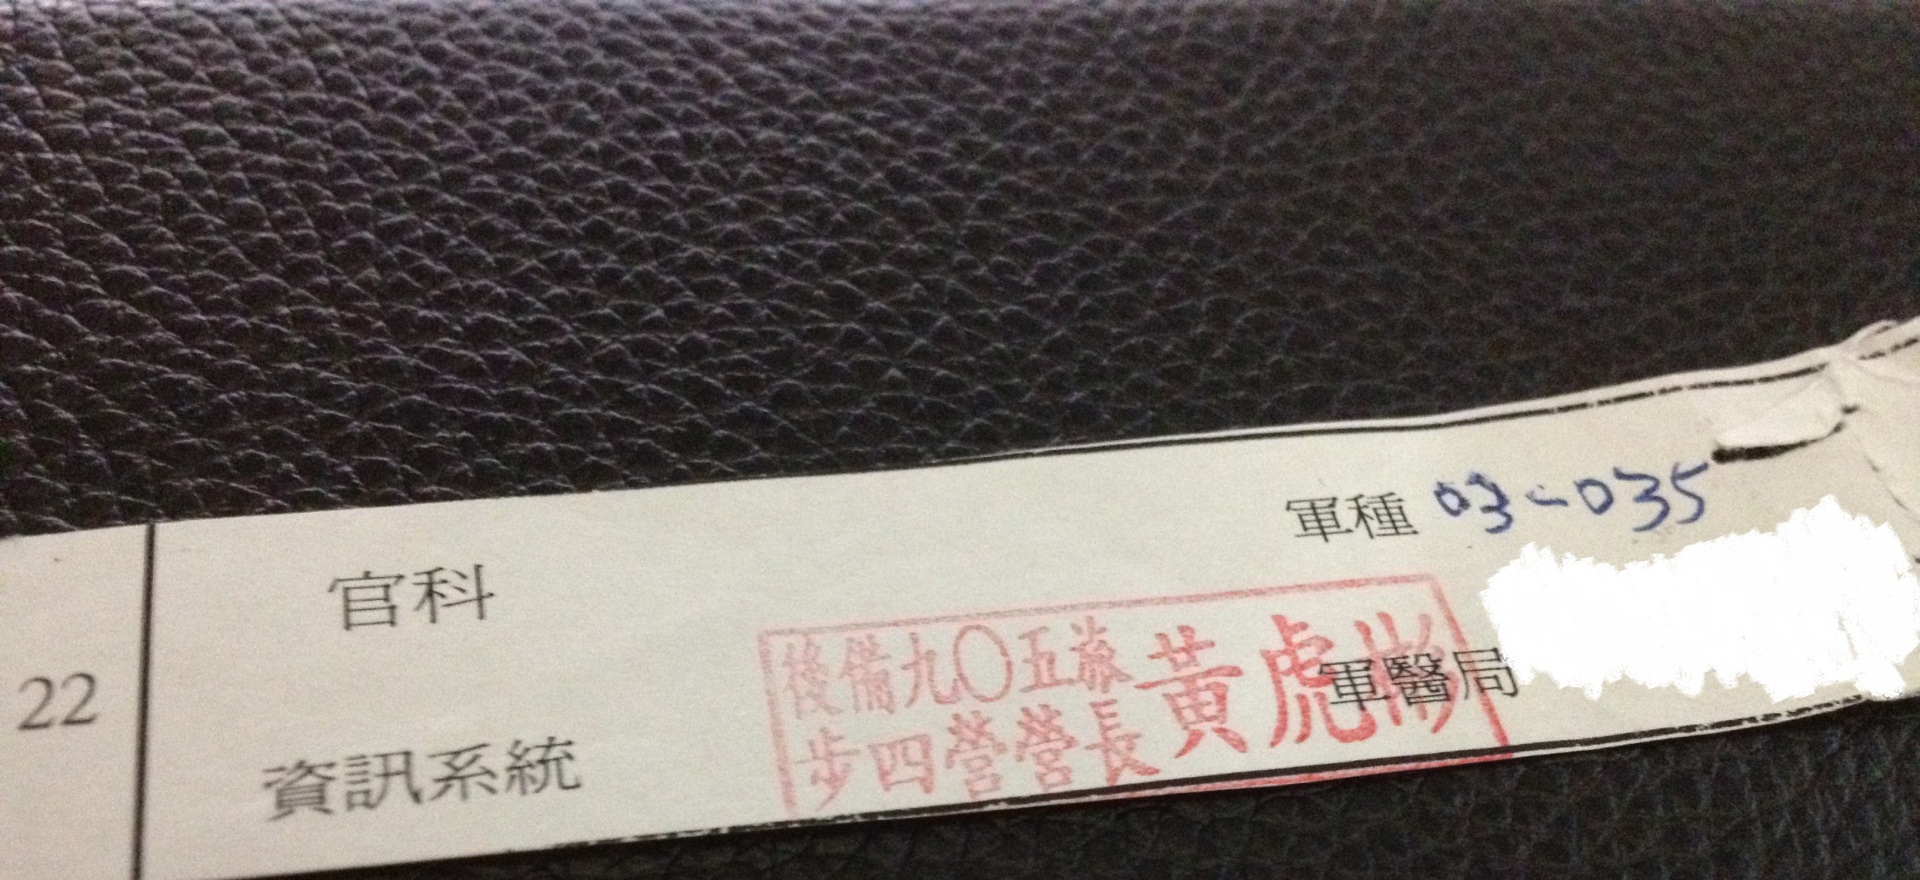 22
官科
資訊系統
軍種 03-035
軍醫局
後備九〇五旅
步四營營長
黃虎彬